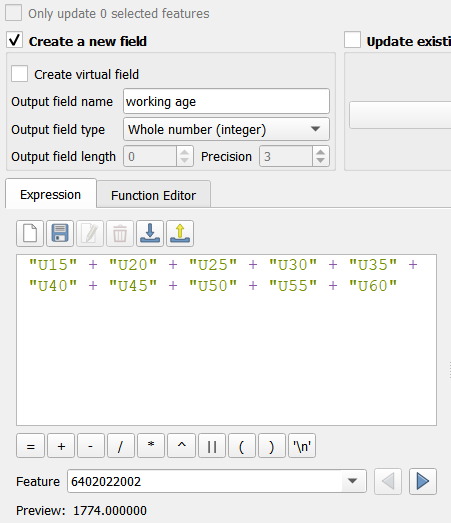 Only update 0 selected features
Create a new field
Update existi
Create virtual field
Output field name working age
Output field type Whole number (integer)
Output field length 0 Precision 3
Expression Function Editor
"U15" + "U20" + "U25" + "U30" + "U35" +
"U40" + "U45" + "U50" + "U55" + "U60"
= + - / * ^ || ( ) '\n'
Feature 6402022002
Preview: 1774.000000